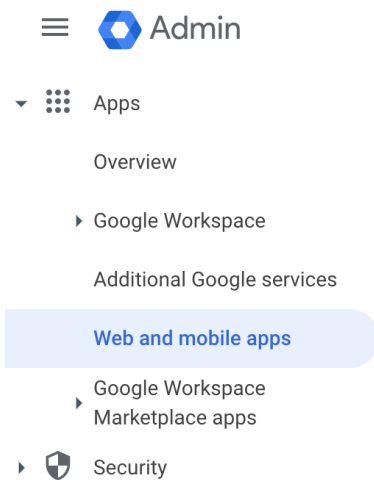 Admin
Apps
Overview
Google Workspace
Additional Google services
Web and mobile apps
Google Workspace
Marketplace apps
Security